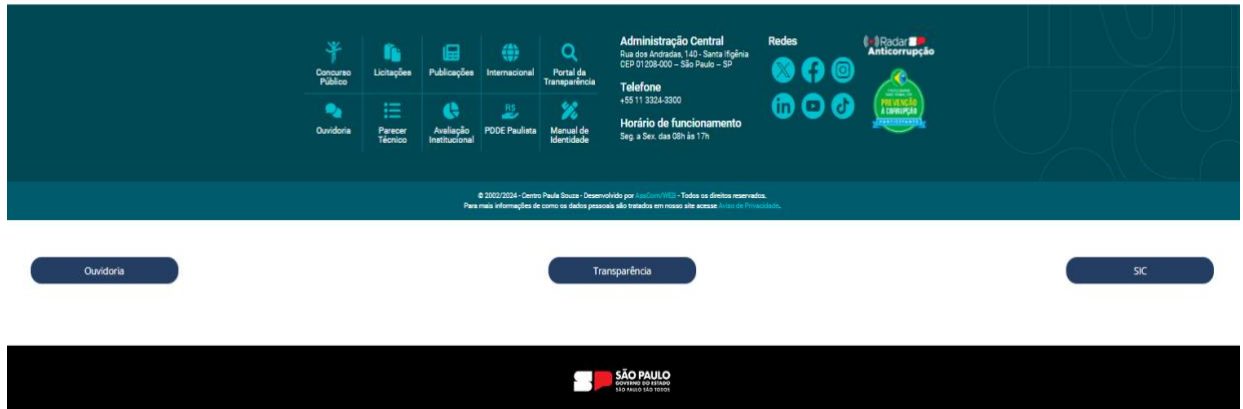 Concurso
Público
Licitações
Publicações
Internacional
Portal da
Transparência
Ouvidoria
Parecer
Técnico
Avaliação
Institucional
R$
PDDE Paulista
Manual de
Identidade
Administração Central
Rua dos Andradas, 140 - Santa Ifigênia
CEP 01208-000 – São Paulo – SP
Telefone
+55 11 3324-3300
Horário de funcionamento
Seg. a Sex. das 08h às 17h
Redes
Radar
Anticorrupção
PREVENÇÃO
À CORRUPÇÃO
PARTICIPANTE
© 2002/2024 - Centro Paula Souza - Desenvolvido por AssCom/WEB - Todos os direitos reservados.
Para mais informações de como os dados pessoais são tratados em nosso site acesse Aviso de Privacidade.
Ouvidoria
Transparência
SIC
SÃO PAULO
GOVERNO DO ESTADO
SÃO PAULO SÃO TODOS